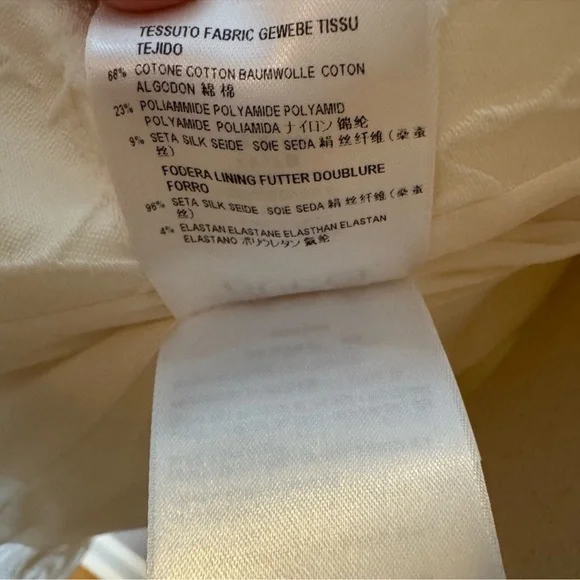 TESSUTO FABRIC GEWEBE TISSU
TEJIDO
68% COTONE COTTON BAUMWOLLE COTON
ALGODON 綿 棉
23% POLIAMMIDE POLYAMIDE POLYAMID
POLYAMIDE POLIAMIDA ナイロン 锦纶
9% SETA SILK SEIDE SOIE SEDA 絹 丝纤维(桑蚕
丝)
FODERA LINING FUTTER DOUBLURE
FORRO
96% SETA SILK SEIDE SOIE SEDA 絹 丝纤维(桑蚕
丝)
4% ELASTAN ELASTANE ELASTHAN ELASTAN
ELASTANO ポリウレタン 氨纶